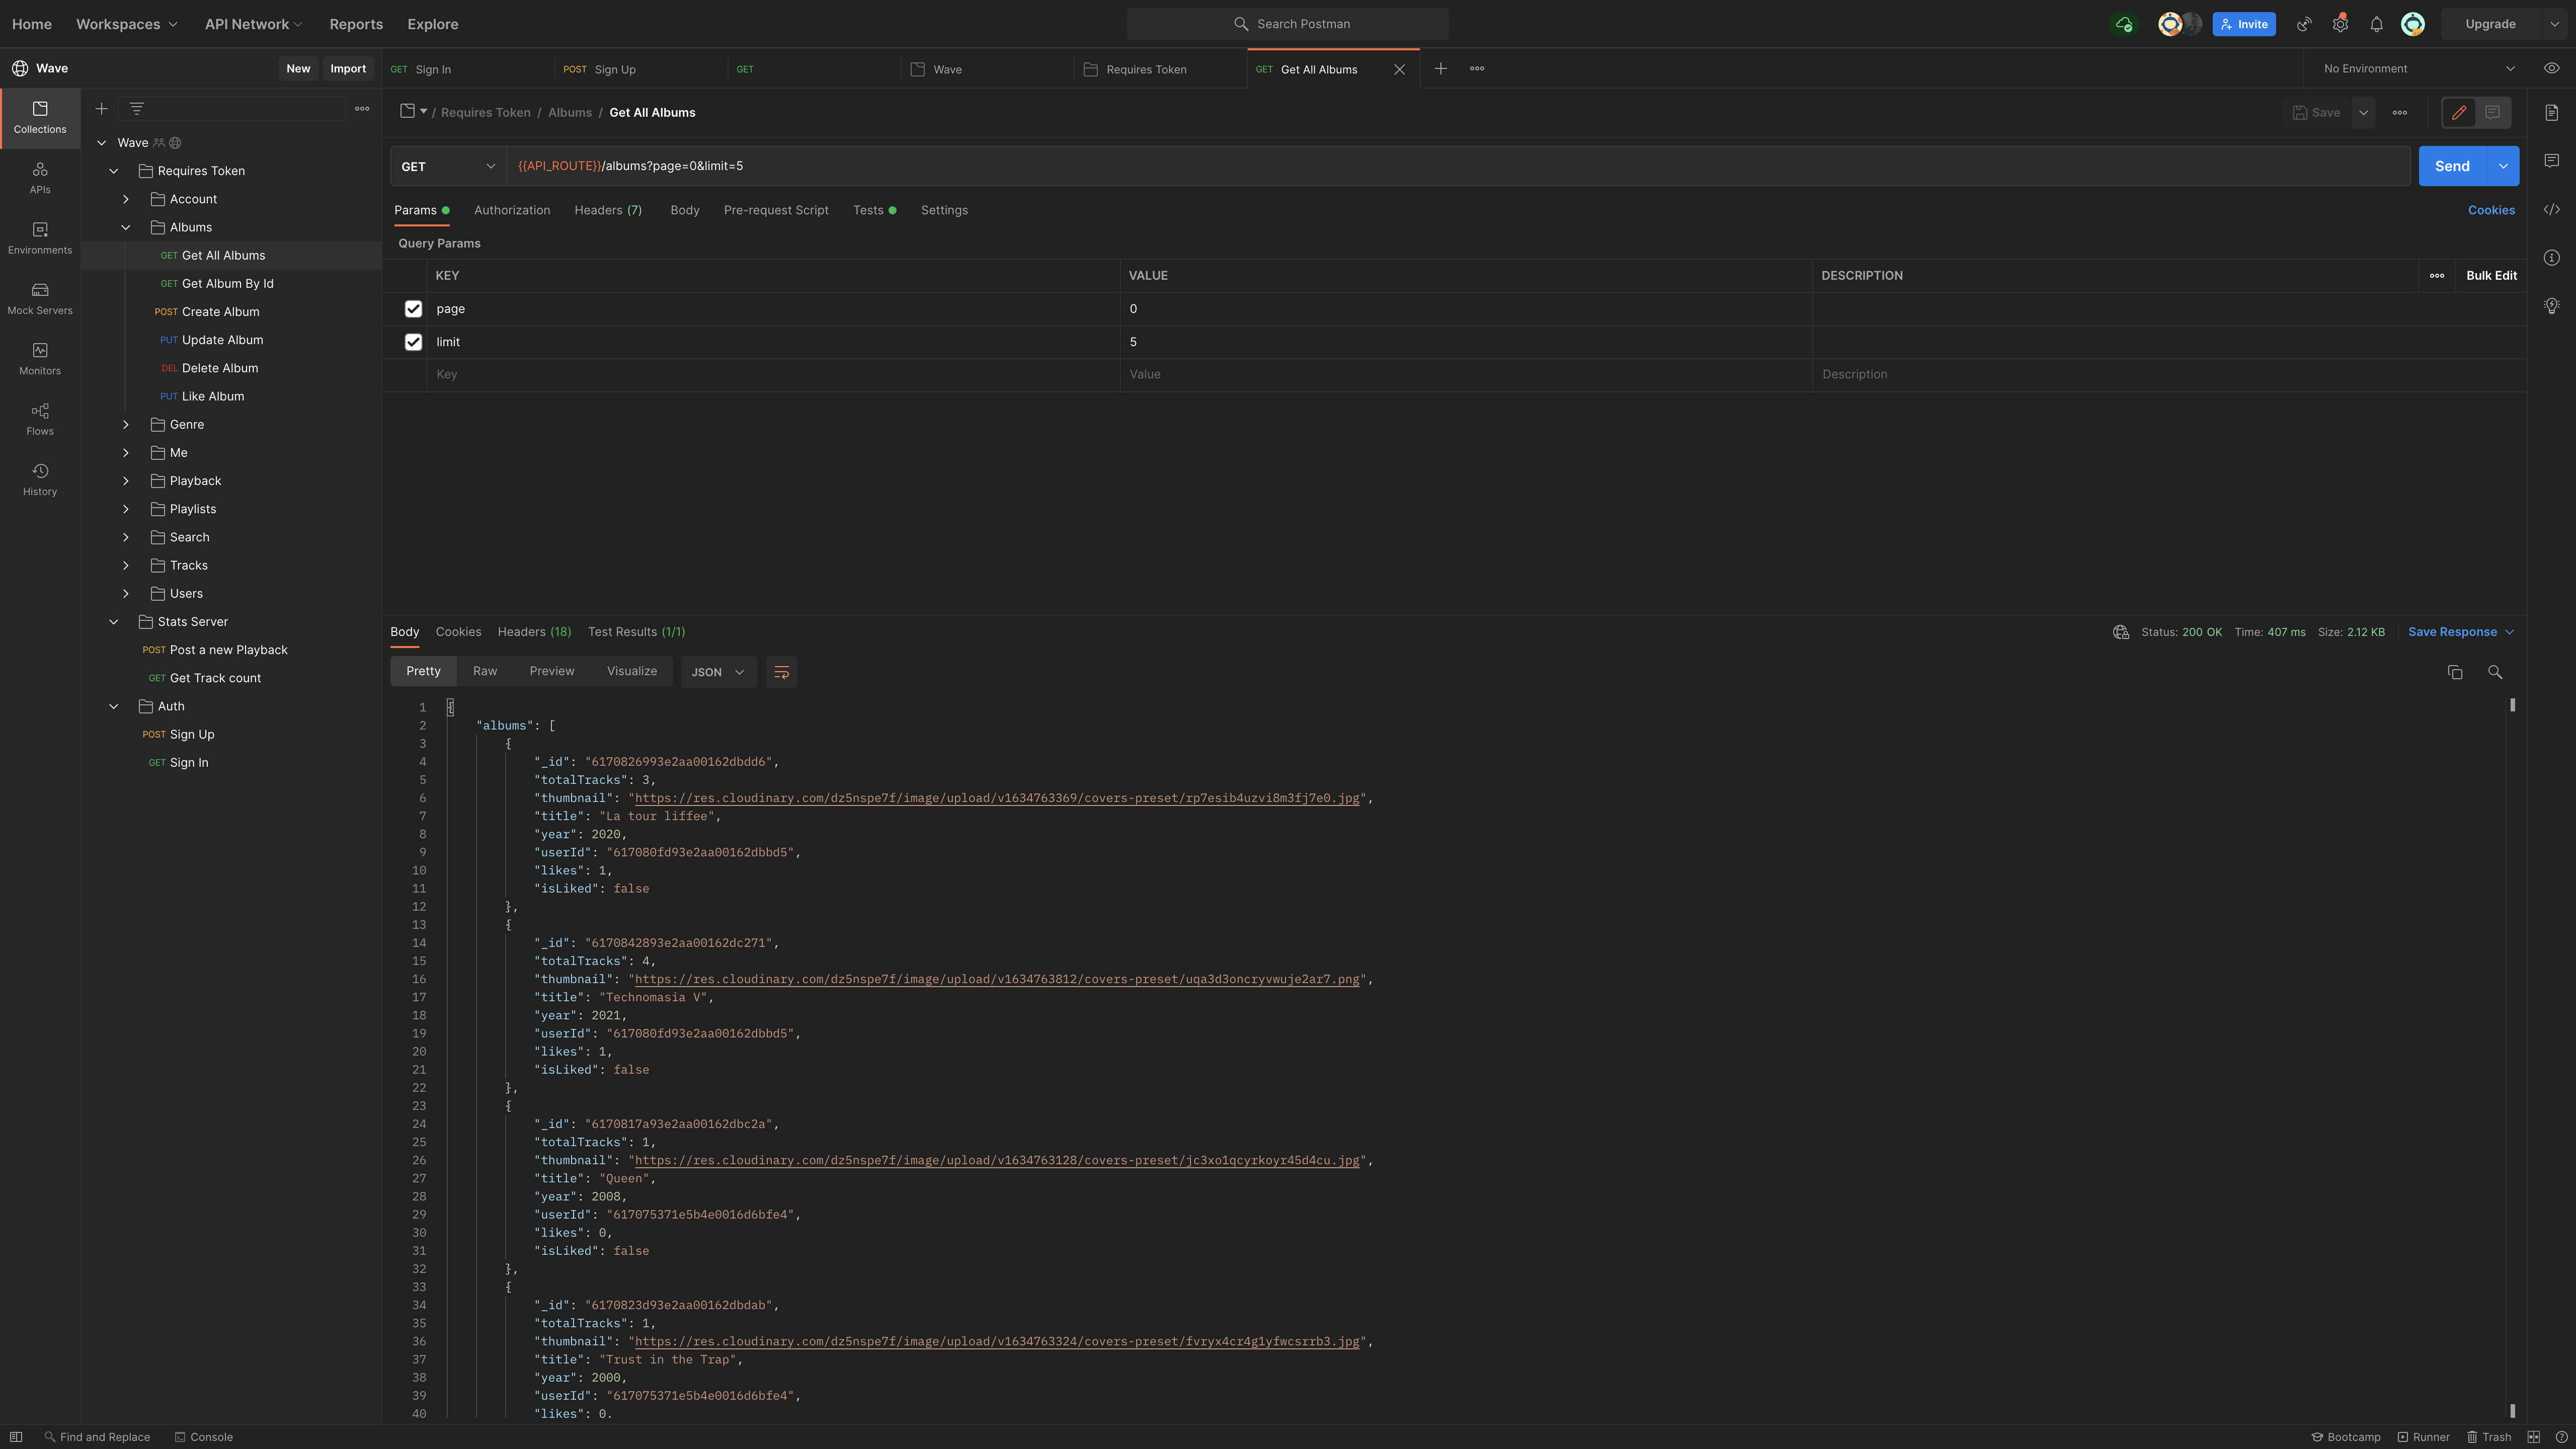 Home Workspaces API Network Reports Explore Search Postman Invite Upgrade
Wave New Import GET Sign In POST Sign Up GET Wave Requires Token GET Get All Albums No Environment
Collections
APIs
Environments
Mock Servers
Monitors
Flows
History
Wave
Requires Token
Account
Albums
GET Get All Albums
GET Get Album By Id
POST Create Album
PUT Update Album
DEL Delete Album
PUT Like Album
Genre
Me
Playback
Playlists
Search
Tracks
Users
Stats Server
POST Post a new Playback
GET Get Track count
Auth
POST Sign Up
GET Sign In
/ Requires Token / Albums / Get All Albums Save
GET {{API_ROUTE}}/albums?page=0&limit=5 Send
Params Authorization Headers (7) Body Pre-request Script Tests Settings Cookies
Query Params
KEY VALUE DESCRIPTION Bulk Edit
page 0
limit 5
Key Value Description
Body Cookies Headers (18) Test Results (1/1) Status: 200 OK Time: 407 ms Size: 2.12 KB Save Response
Pretty Raw Preview Visualize JSON
1 {
2 "albums": [
3 {
4 "_id": "6170826993e2aa00162dbdd6",
5 "totalTracks": 3,
6 "thumbnail": "https://res.cloudinary.com/dz5nspe7f/image/upload/v1634763369/covers-preset/rp7esib4uzvi8m3fj7e0.jpg",
7 "title": "La tour liffee",
8 "year": 2020,
9 "userId": "617080fd93e2aa00162dbbd5",
10 "likes": 1,
11 "isLiked": false
12 },
13 {
14 "_id": "6170842893e2aa00162dc271",
15 "totalTracks": 4,
16 "thumbnail": "https://res.cloudinary.com/dz5nspe7f/image/upload/v1634763812/covers-preset/uqa3d3oncryvwuje2ar7.png",
17 "title": "Technomasia V",
18 "year": 2021,
19 "userId": "617080fd93e2aa00162dbbd5",
20 "likes": 1,
21 "isLiked": false
22 },
23 {
24 "_id": "6170817a93e2aa00162dbc2a",
25 "totalTracks": 1,
26 "thumbnail": "https://res.cloudinary.com/dz5nspe7f/image/upload/v1634763128/covers-preset/jc3xo1qcyrkoyr45d4cu.jpg",
27 "title": "Queen",
28 "year": 2008,
29 "userId": "617075371e5b4e0016d6bfe4",
30 "likes": 0,
31 "isLiked": false
32 },
33 {
34 "_id": "6170823d93e2aa00162dbdab",
35 "totalTracks": 1,
36 "thumbnail": "https://res.cloudinary.com/dz5nspe7f/image/upload/v1634763324/covers-preset/fvryx4cr4g1yfwcsrrb3.jpg",
37 "title": "Trust in the Trap",
38 "year": 2000,
39 "userId": "617075371e5b4e0016d6bfe4",
40 "likes": 0,
Find and Replace Console Bootcamp Runner Trash